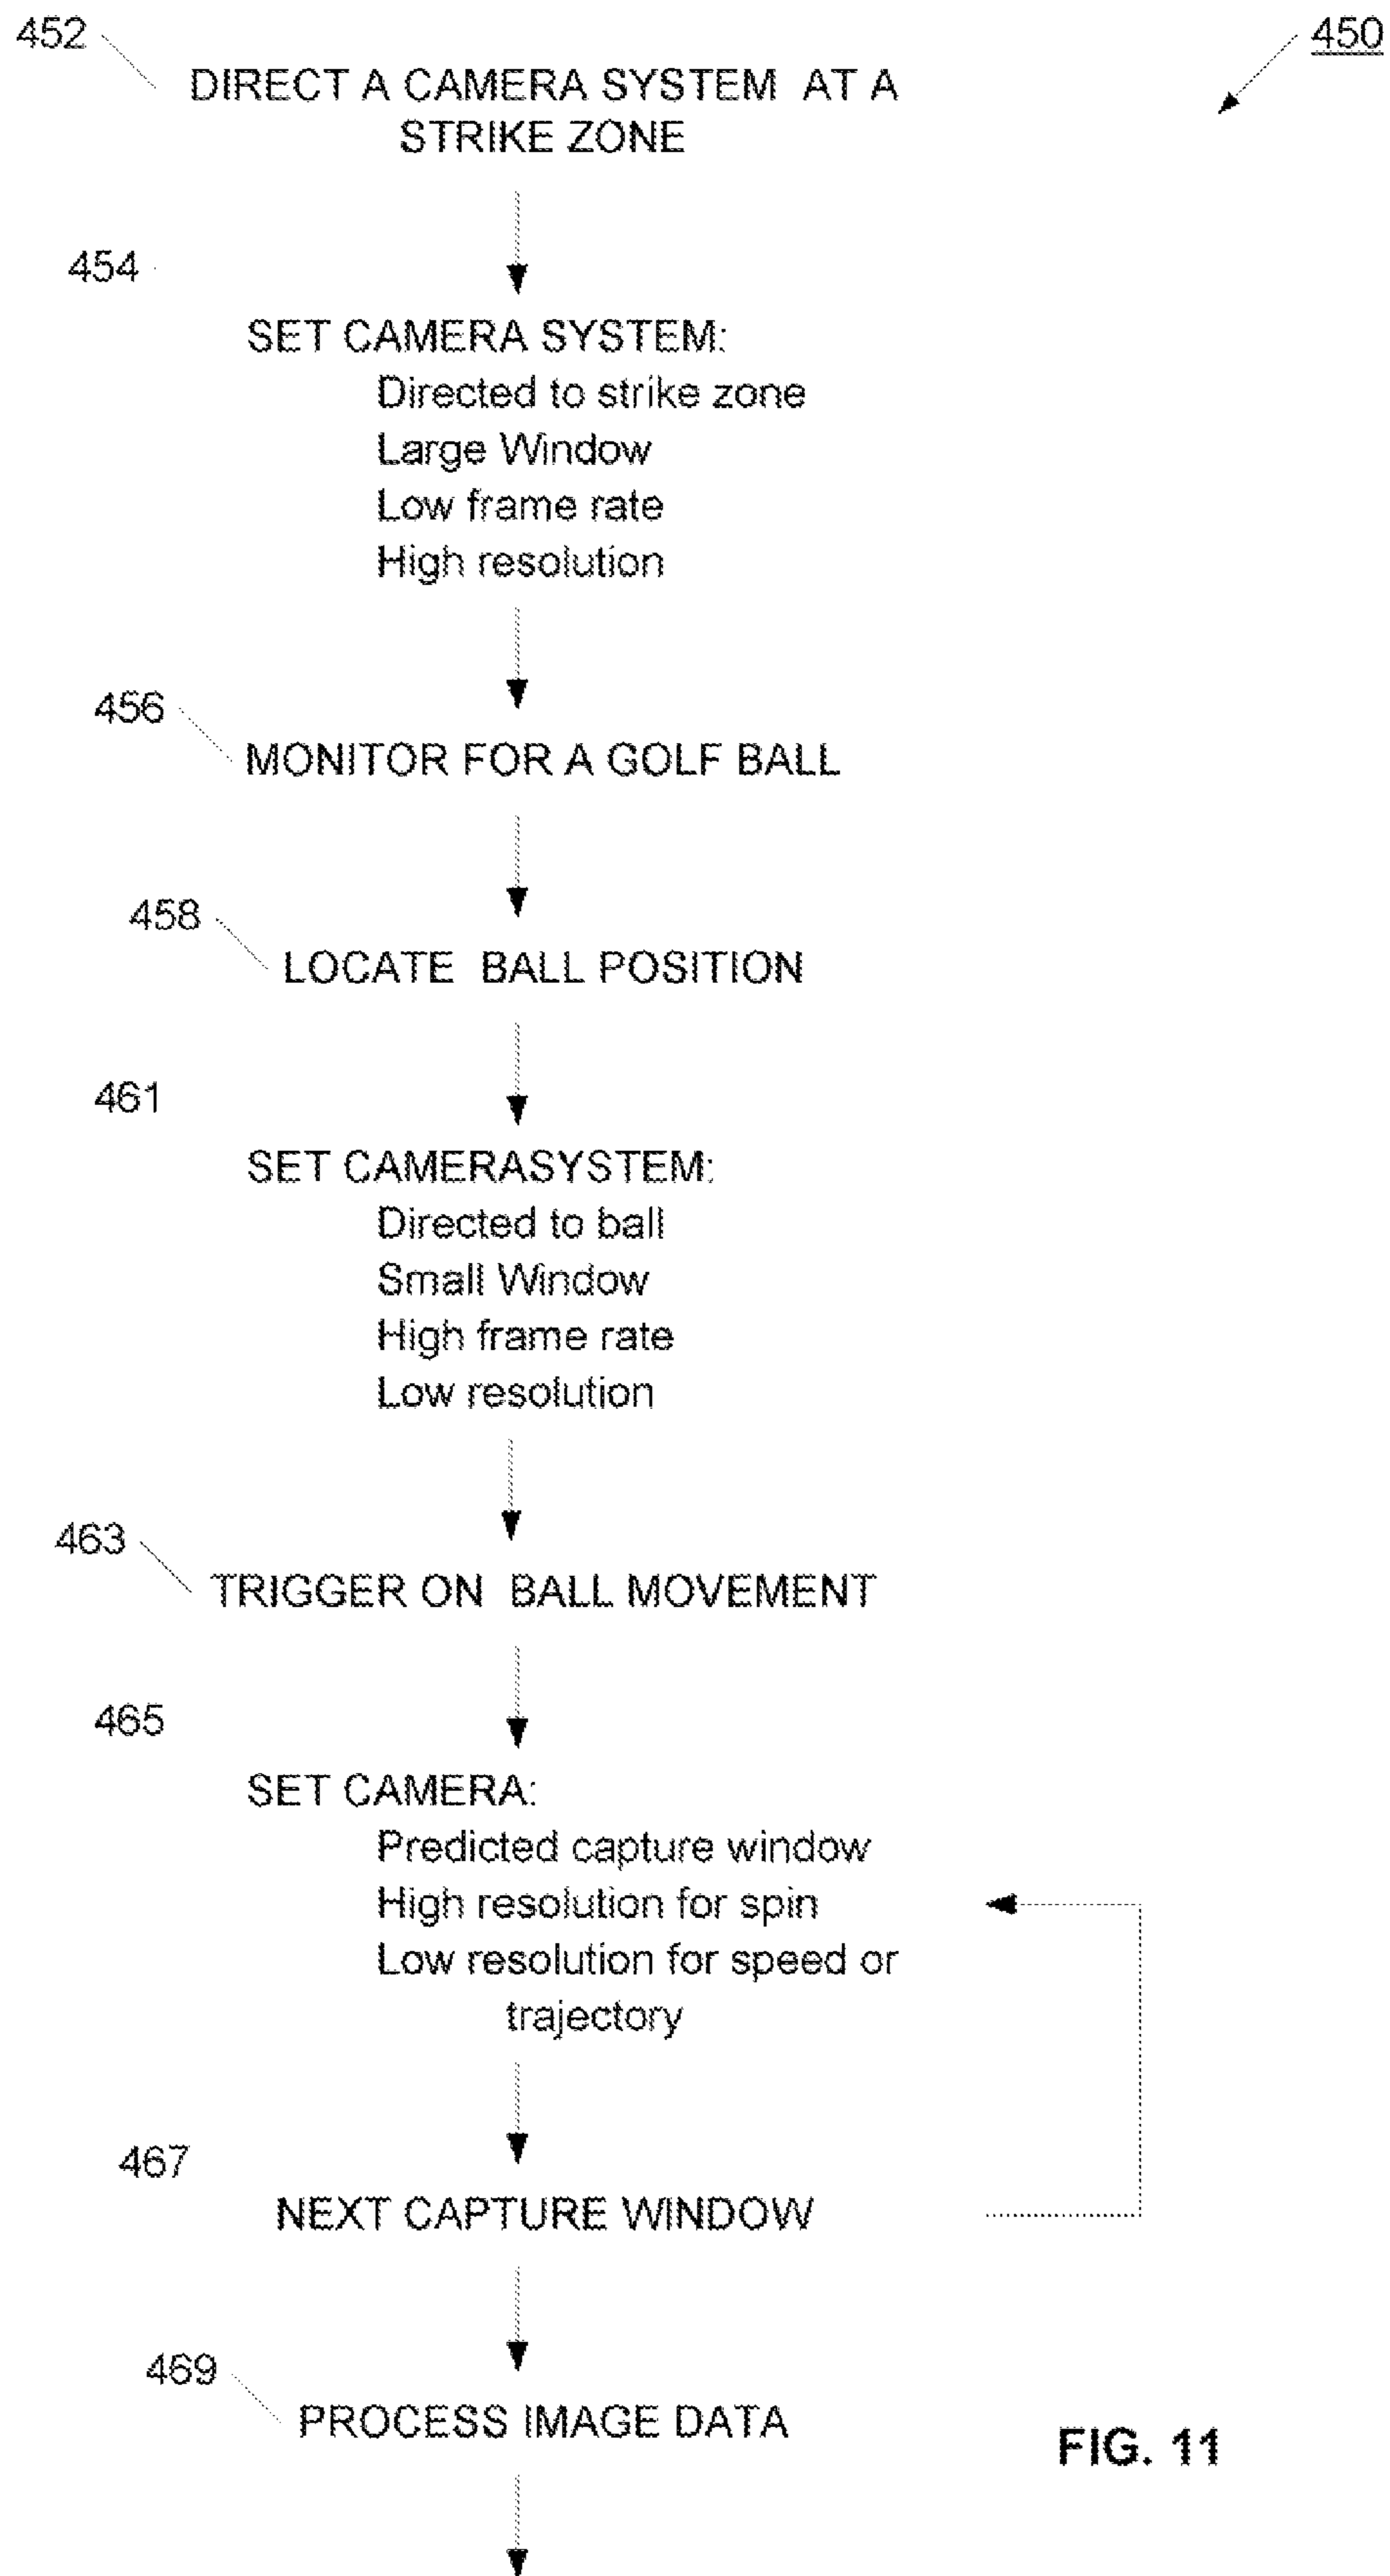 452
450
DIRECT A CAMERA SYSTEM AT A
STRIKE ZONE
454
SET CAMERA SYSTEM:
Directed to strike zone
Large Window
Low frame rate
High resolution
456
MONITOR FOR A GOLF BALL
458
LOCATE BALL POSITION
461
SET CAMERASYSTEM:
Directed to ball
Small Window
High frame rate
Low resolution
463
TRIGGER ON BALL MOVEMENT
465
SET CAMERA:
Predicted capture window
High resolution for spin
Low resolution for speed or
trajectory
467
NEXT CAPTURE WINDOW
469
PROCESS IMAGE DATA
FIG. 11